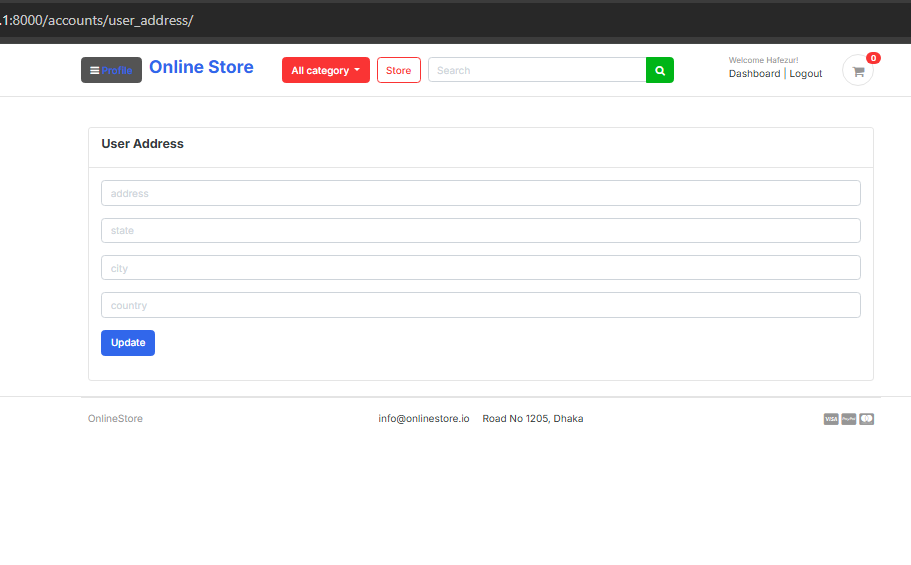 .1:8000/accounts/user_address/
Profile
Online Store
All category
Store
Search
Welcome Hafezur!
Dashboard | Logout
0
User Address
address
state
city
country
Update
OnlineStore
info@onlinestore.io Road No 1205, Dhaka
VISA PayPal